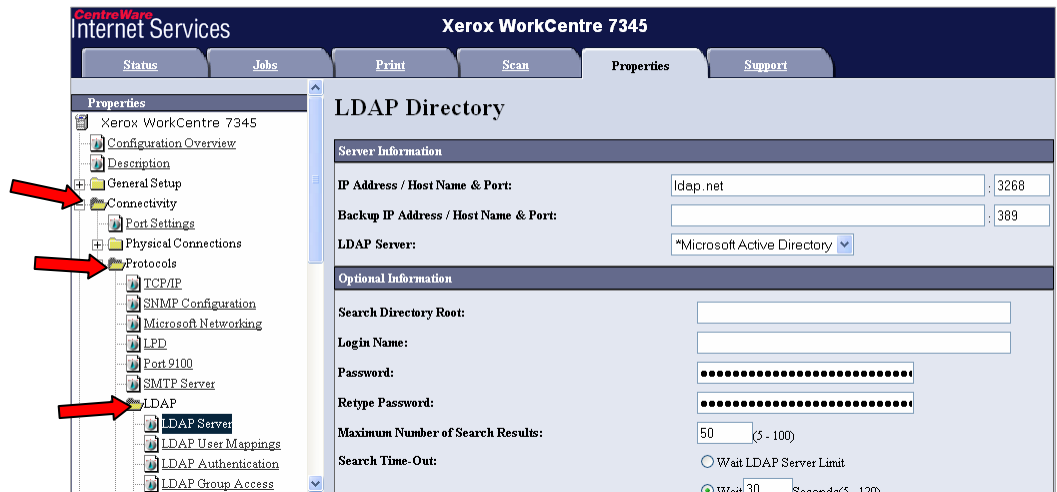 CentreWare
Internet Services
Xerox WorkCentre 7345
Status Jobs Print Scan Properties Support
Properties
Xerox WorkCentre 7345
Configuration Overview
Description
General Setup
Connectivity
Port Settings
Physical Connections
Protocols
TCP/IP
SNMP Configuration
Microsoft Networking
LPD
Port 9100
SMTP Server
LDAP
LDAP Server
LDAP User Mappings
LDAP Authentication
LDAP Group Access
LDAP Directory
Server Information
IP Address / Host Name & Port: ldap.net : 3268
Backup IP Address / Host Name & Port: : 389
LDAP Server: *Microsoft Active Directory
Optional Information
Search Directory Root:
Login Name:
Password:
Retype Password:
Maximum Number of Search Results: 50 (5 - 100)
Search Time-Out: Wait LDAP Server Limit
Wait 30 Seconds(5 - 120)